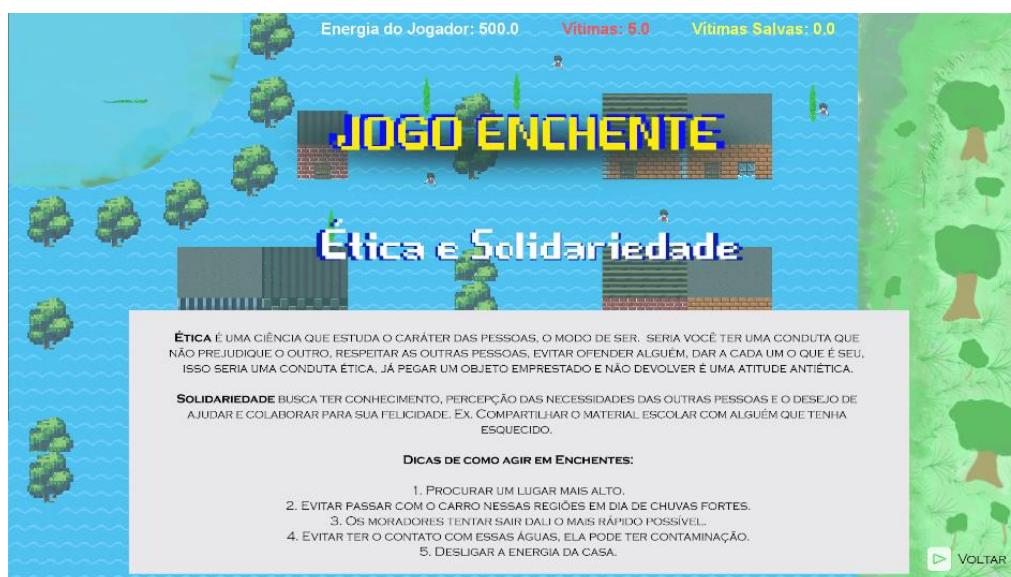 Energia do Jogador: 500.0 Vítimas: 5.0 Vítimas Salvas: 0.0
JOGO ENCHENTE
Ética e Solidariedade
ÉTICA É UMA CIÊNCIA QUE ESTUDA O CARÁTER DAS PESSOAS, O MODO DE SER. SERIA VOCÊ TER UMA CONDUTA QUE
NÃO PREJUDIQUE O OUTRO, RESPEITAR AS OUTRAS PESSOAS, EVITAR OFENDER ALGUÉM, DAR A CADA UM O QUE É SEU,
ISSO SERIA UMA CONDUTA ÉTICA, JÁ PEGAR UM OBJETO EMPRESTADO E NÃO DEVOLVER É UMA ATITUDE ANTIÉTICA.
SOLIDARIEDADE BUSCA TER CONHECIMENTO, PERCEPÇÃO DAS NECESSIDADES DAS OUTRAS PESSOAS E O DESEJO DE
AJUDAR E COLABORAR PARA SUA FELICIDADE. EX. COMPARTILHAR O MATERIAL ESCOLAR COM ALGUÉM QUE TENHA
ESQUECIDO.
DICAS DE COMO AGIR EM ENCHENTES:
1. PROCURAR UM LUGAR MAIS ALTO.
2. EVITAR PASSAR COM O CARRO NESSAS REGIÕES EM DIA DE CHUVAS FORTES.
3. OS MORADORES TENTAR SAIR DALI O MAIS RÁPIDO POSSÍVEL.
4. EVITAR TER O CONTATO COM ESSAS ÁGUAS, ELA PODE TER CONTAMINAÇÃO.
5. DESLIGAR A ENERGIA DA CASA.
VOLTAR